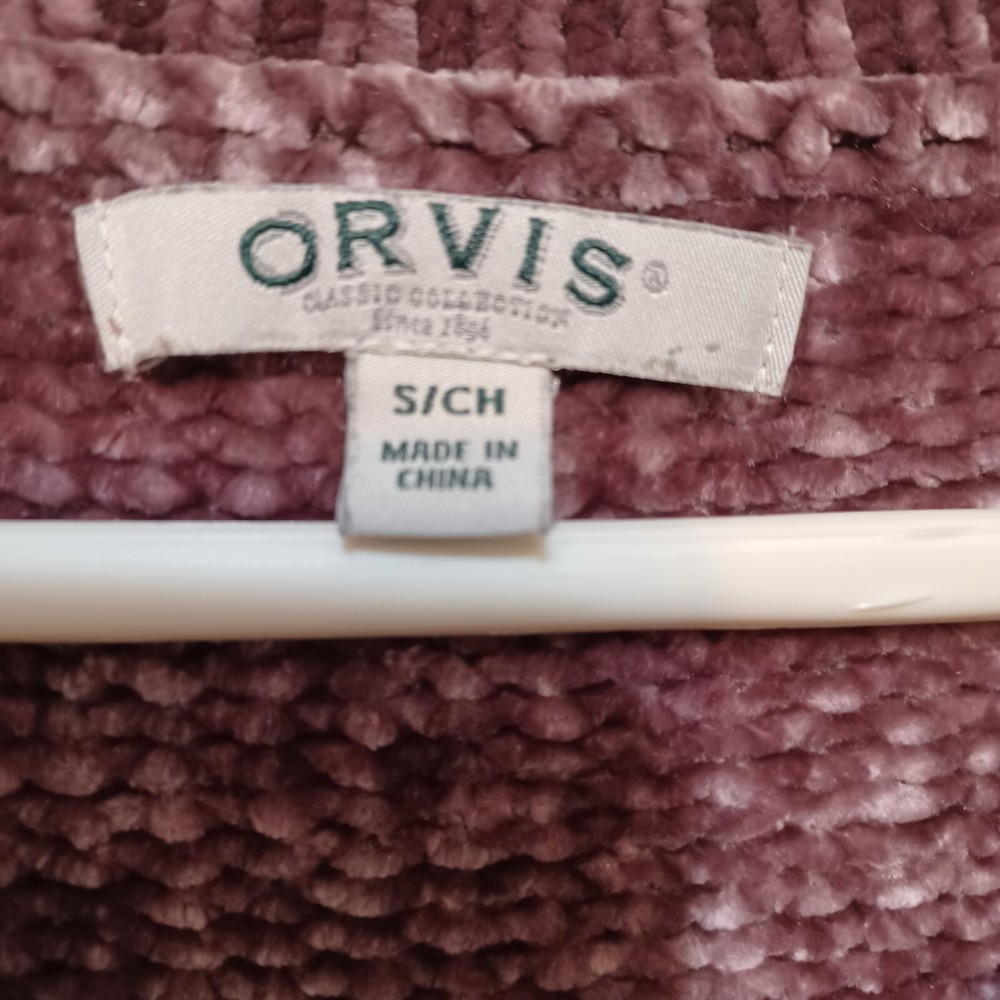 ORVIS®
CLASSIC COLLECTION
Since 1856
S/CH
MADE IN
CHINA